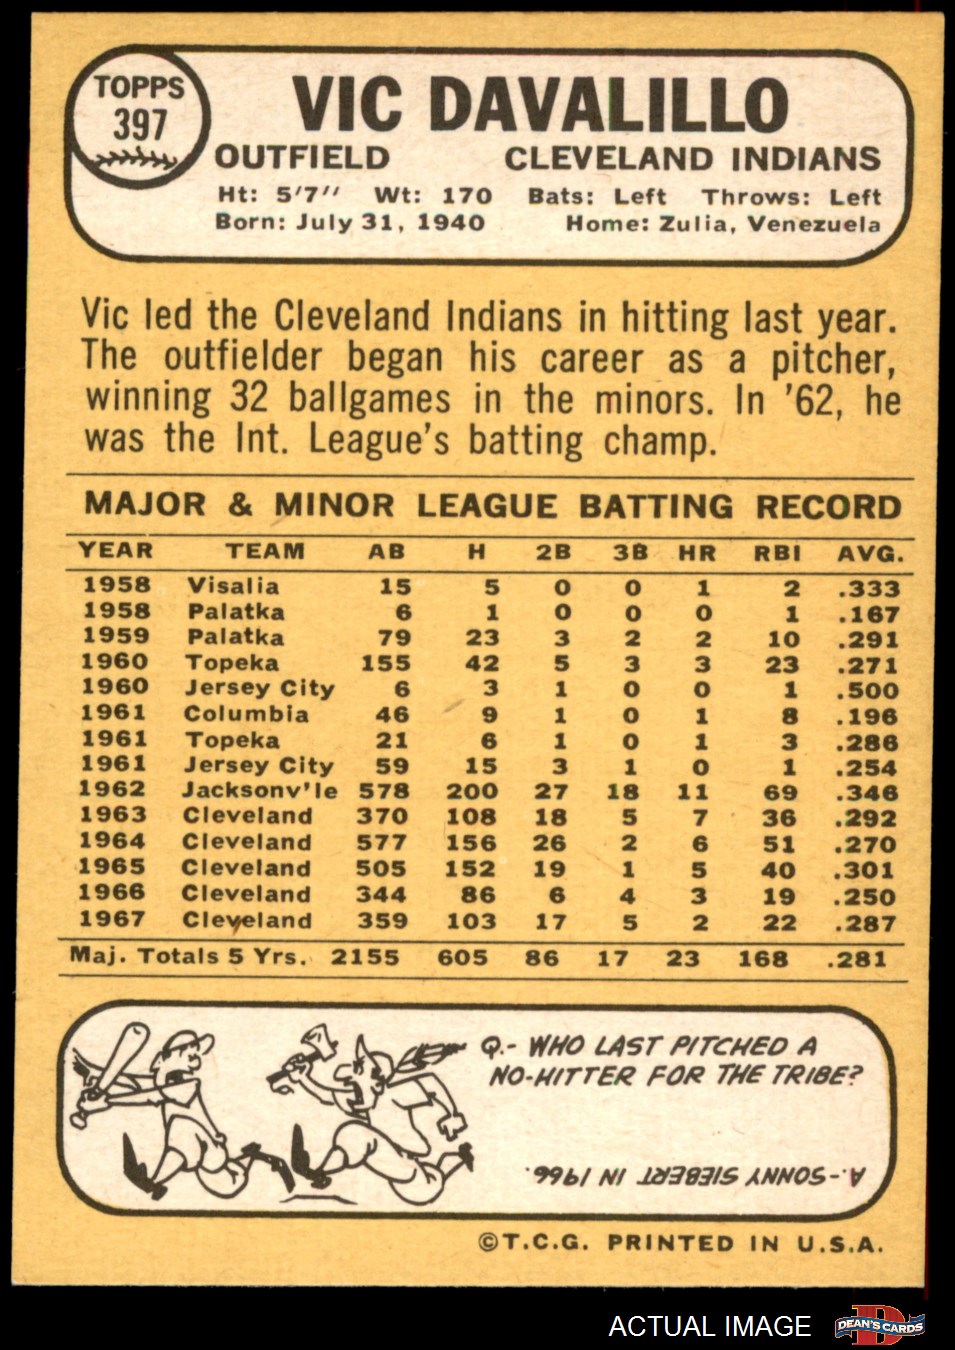 TOPPS
397
VIC DAVALILLO
OUTFIELD CLEVELAND INDIANS
Ht: 5'7" Wt: 170 Bats: Left Throws: Left
Born: July 31, 1940 Home: Zulia, Venezuela
Vic led the Cleveland Indians in hitting last year.
The outfielder began his career as a pitcher,
winning 32 ballgames in the minors. In '62, he
was the Int. League's batting champ.
MAJOR & MINOR LEAGUE BATTING RECORD
YEAR TEAM AB H 2B 3B HR RBI AVG.
1958 Visalia 15 5 0 0 1 2 .333
1958 Palatka 6 1 0 0 0 1 .167
1959 Palatka 79 23 3 2 2 10 .291
1960 Topeka 155 42 5 3 3 23 .271
1960 Jersey City 6 3 1 0 0 1 .500
1961 Columbia 46 9 1 0 1 8 .196
1961 Topeka 21 6 1 0 1 3 .286
1961 Jersey City 59 15 3 1 0 1 .254
1962 Jacksonv'le 578 200 27 18 11 69 .346
1963 Cleveland 370 108 18 5 7 36 .292
1964 Cleveland 577 156 26 2 6 51 .270
1965 Cleveland 505 152 19 1 5 40 .301
1966 Cleveland 344 86 6 4 3 19 .250
1967 Cleveland 359 103 17 5 2 22 .287
Maj. Totals 5 Yrs. 2155 605 86 17 23 168 .281
Q.- WHO LAST PITCHED A
NO-HITTER FOR THE TRIBE?
A.-SONNY SIEBERT IN 1966.
©T.C.G. PRINTED IN U.S.A.
ACTUAL IMAGE
D
DEAN'S CARDS